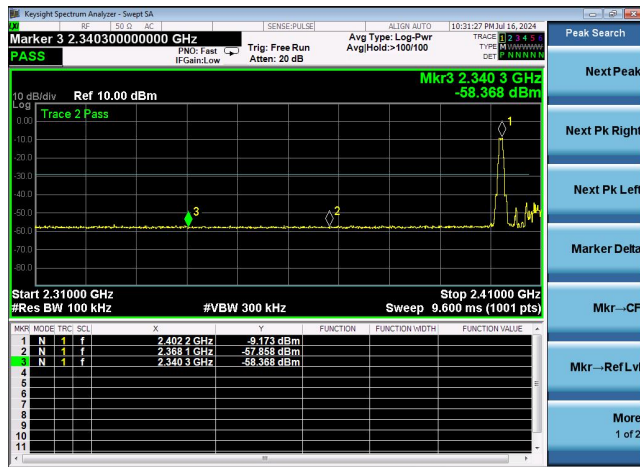 Keysight Spectrum Analyzer - Swept SA
LXI RF 50 Ω AC SENSE:PULSE ALIGN AUTO 10:31:27 PM Jul 16, 2024
Marker 3 2.340300000000 GHz
PASS
PNO: Fast
IFGain:Low
Trig: Free Run
Atten: 20 dB
Avg Type: Log-Pwr
Avg|Hold:>100/100
TRACE 1 2 3 4 5 6
TYPE M WWWWW
DET P N N N N N
Mkr3 2.340 3 GHz
-58.368 dBm
10 dB/div Ref 10.00 dBm
Log
Trace 2 Pass
0.00
-10.0
-20.0
-30.0
-40.0
-50.0
-60.0
-70.0
-80.0
1
2
3
Start 2.31000 GHz Stop 2.41000 GHz
#Res BW 100 kHz #VBW 300 kHz Sweep 9.600 ms (1001 pts)
MKR MODE TRC SCL X Y FUNCTION FUNCTION WIDTH FUNCTION VALUE
1 N 1 f 2.402 2 GHz -9.173 dBm
2 N 1 f 2.368 1 GHz -57.858 dBm
3 N 1 f 2.340 3 GHz -58.368 dBm
4
5
6
7
8
9
10
11
Peak Search
Next Peak
Next Pk Right
Next Pk Left
Marker Delta
Mkr→CF
Mkr→Ref Lvl
More
1 of 2